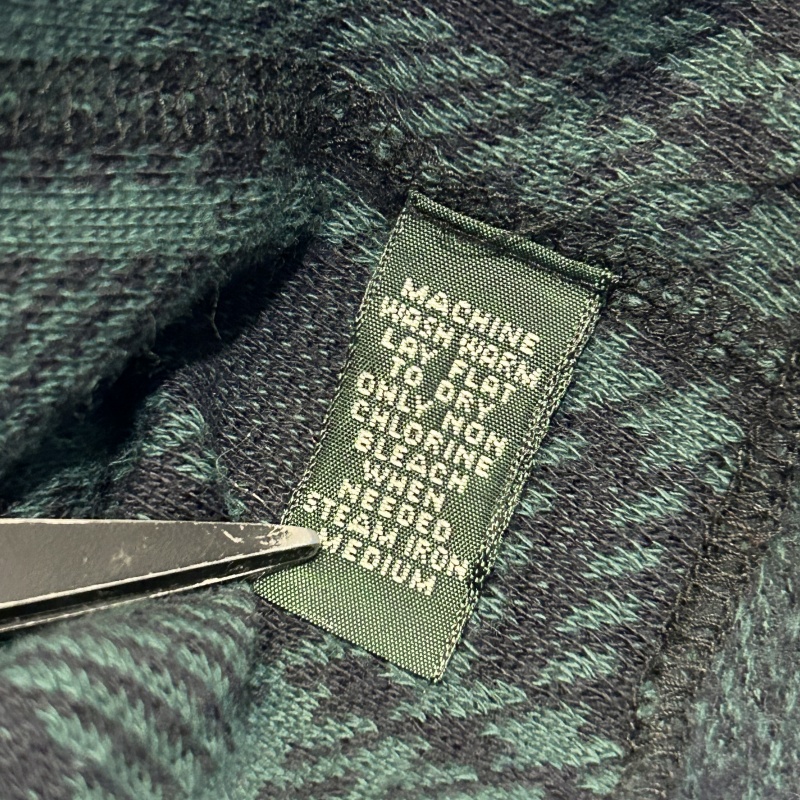 MACHINE
WASH WARM
LAY FLAT
TO DRY
ONLY NON
CHLORINE
BLEACH
WHEN
NEEDED
STEAM IRON
MEDIUM